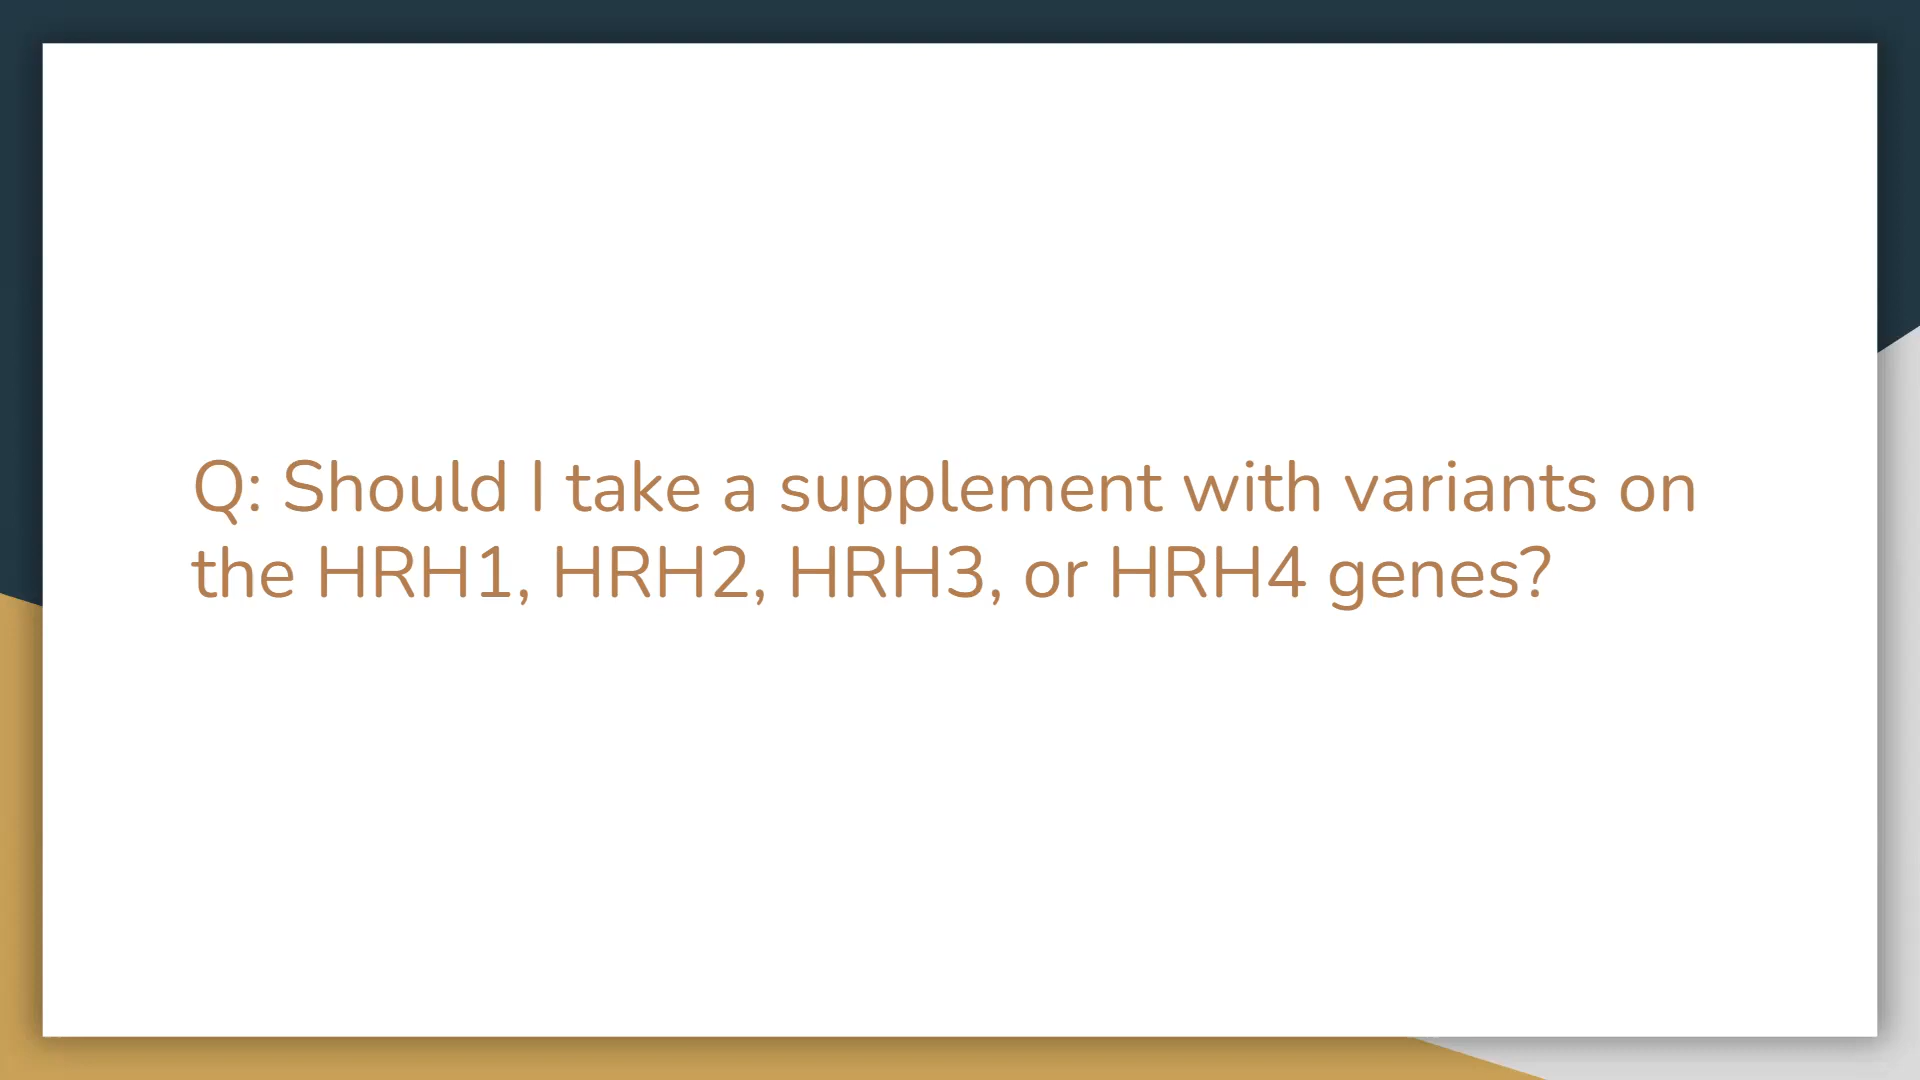 Q: Should I take a supplement with variants on
the HRH1, HRH2, HRH3, or HRH4 genes?